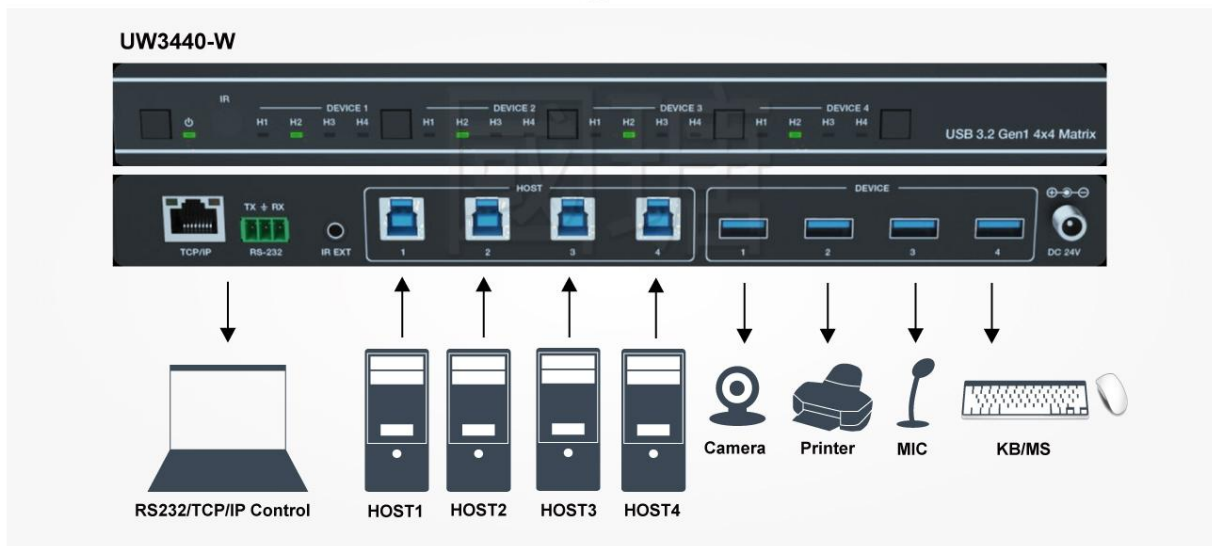 UW3440-W
IR
DEVICE 1 DEVICE 2 DEVICE 3 DEVICE 4
H1 H2 H3 H4 H1 H2 H3 H4 H1 H2 H3 H4 H1 H2 H3 H4
USB 3.2 Gen1 4x4 Matrix
HOST DEVICE
TX RX
TCP/IP RS-232 IR EXT 1 2 3 4 1 2 3 4 DC 24V
Camera Printer MIC KB/MS
RS232/TCP/IP Control HOST1 HOST2 HOST3 HOST4